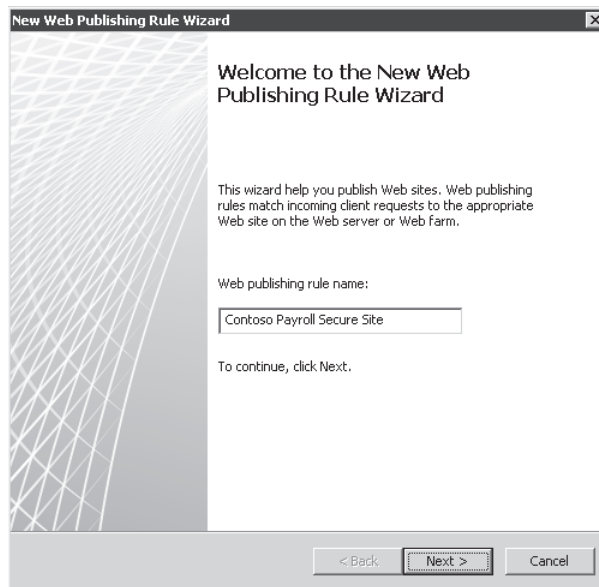 New Web Publishing Rule Wizard
Welcome to the New Web
Publishing Rule Wizard
This wizard help you publish Web sites. Web publishing
rules match incoming client requests to the appropriate
Web site on the Web server or Web farm.
Web publishing rule name:
Contoso Payroll Secure Site
To continue, click Next.
< Back
Next >
Cancel